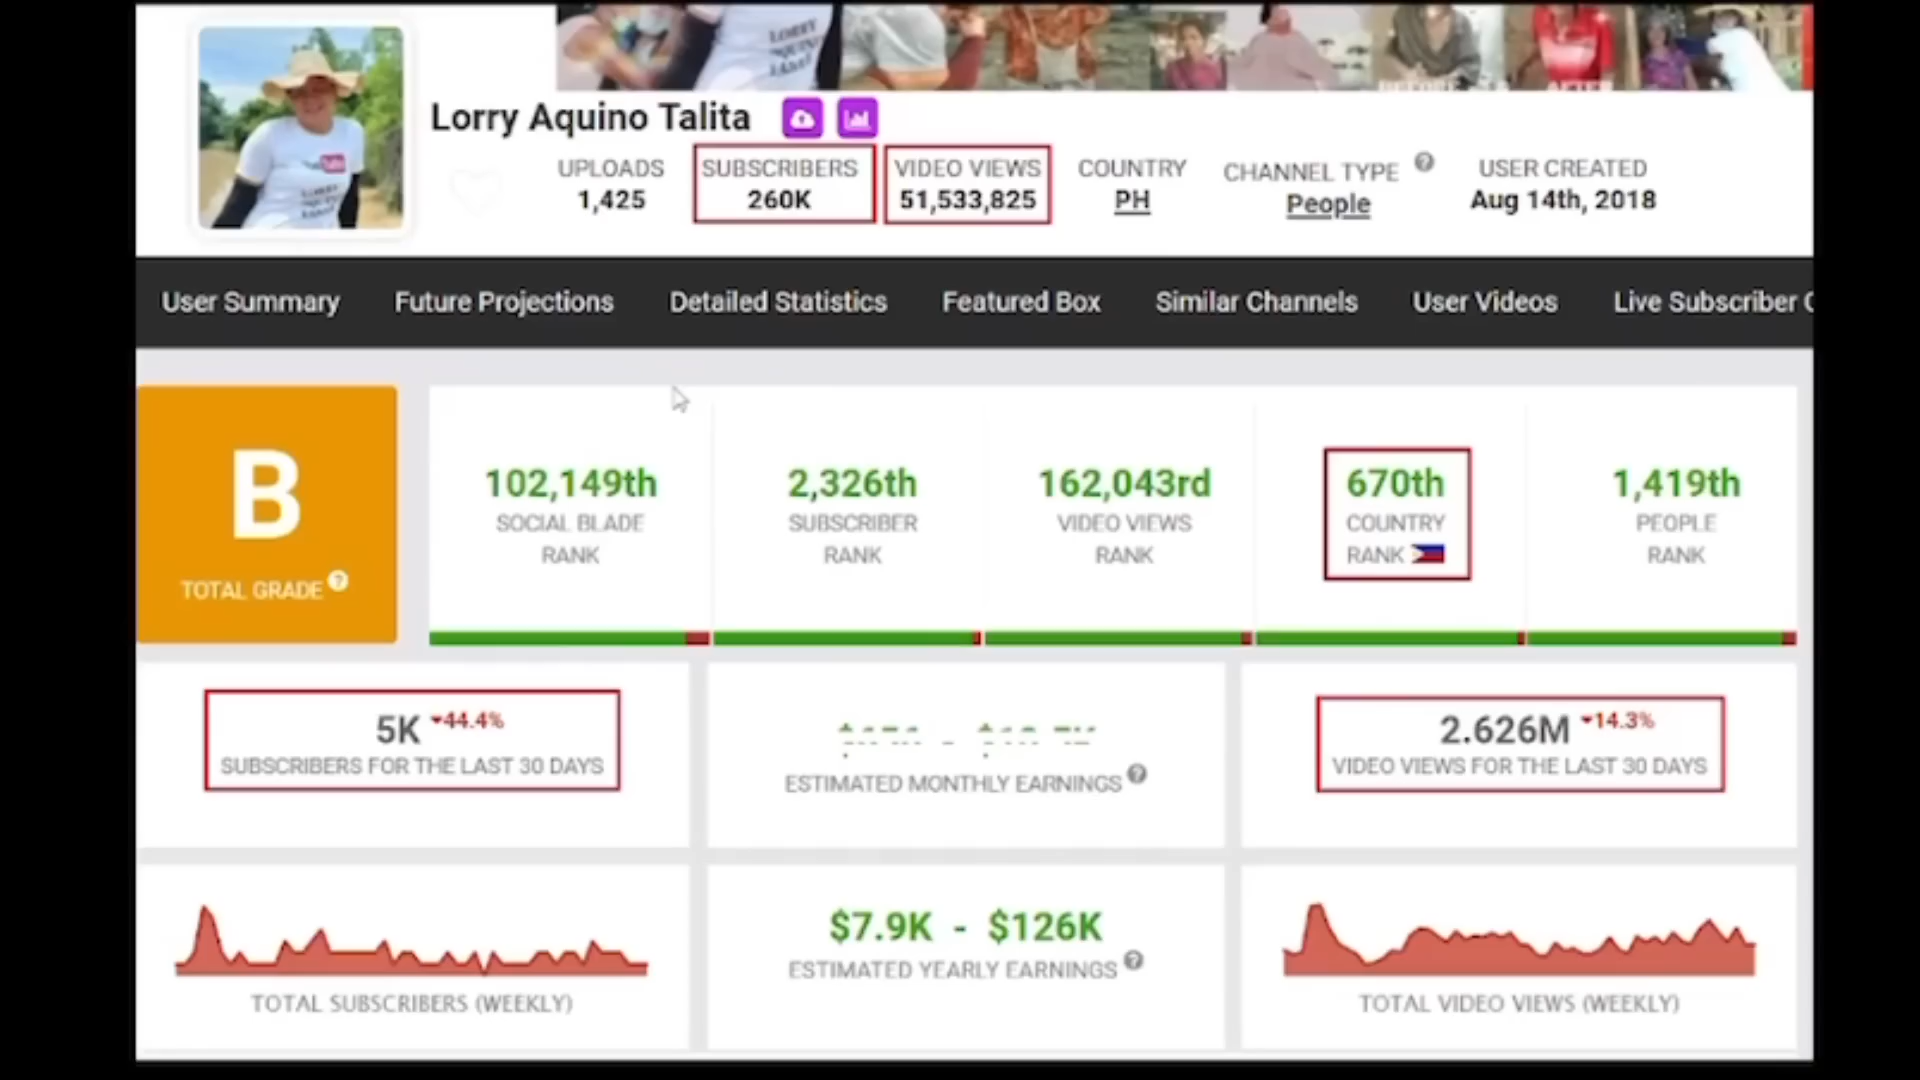 LORRY
Lorry Aquino Talita
UPLOADS
1,425
SUBSCRIBERS
260K
VIDEO VIEWS
51,533,825
COUNTRY
PH
CHANNEL TYPE
People
USER CREATED
Aug 14th, 2018
User Summary
Future Projections
Detailed Statistics
Featured Box
Similar Channels
User Videos
Live Subscriber C
B
TOTAL GRADE
102,149th
SOCIAL BLADE
RANK
2,326th
SUBSCRIBER
RANK
162,043rd
VIDEO VIEWS
RANK
670th
COUNTRY
RANK
1,419th
PEOPLE
RANK
5K 44.4%
SUBSCRIBERS FOR THE LAST 30 DAYS
ESTIMATED MONTHLY EARNINGS
2.626M 14.3%
VIDEO VIEWS FOR THE LAST 30 DAYS
TOTAL SUBSCRIBERS (WEEKLY)
$7.9K - $126K
ESTIMATED YEARLY EARNINGS
TOTAL VIDEO VIEWS (WEEKLY)